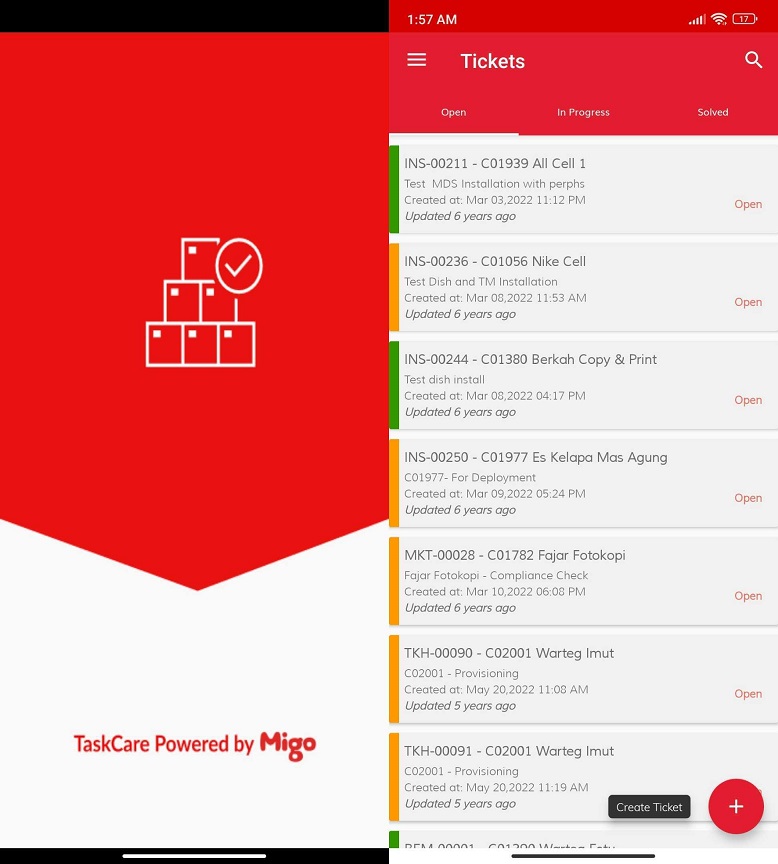 TaskCare Powered by Migo
1:57 AM
17
Tickets
Open
In Progress
Solved
INS-00211 - C01939 All Cell 1
Test MDS Installation with perphs
Created at: Mar 03,2022 11:12 PM
Open
Updated 6 years ago
INS-00236 - C01056 Nike Cell
Test Dish and TM Installation
Created at: Mar 08,2022 11:53 AM
Open
Updated 6 years ago
INS-00244 - C01380 Berkah Copy & Print
Test dish install
Created at: Mar 08,2022 04:17 PM
Open
Updated 6 years ago
INS-00250 - C01977 Es Kelapa Mas Agung
C01977- For Deployment
Created at: Mar 09,2022 05:24 PM
Open
Updated 6 years ago
MKT-00028 - C01782 Fajar Fotokopi
Fajar Fotokopi - Compliance Check
Created at: Mar 10,2022 06:08 PM
Open
Updated 6 years ago
TKH-00090 - C02001 Warteg Imut
C02001 - Provisioning
Created at: May 20,2022 11:08 AM
Open
Updated 5 years ago
TKH-00091 - C02001 Warteg Imut
C02001 - Provisioning
Created at: May 20,2022 11:19 AM
Updated 5 years ago
Create Ticket